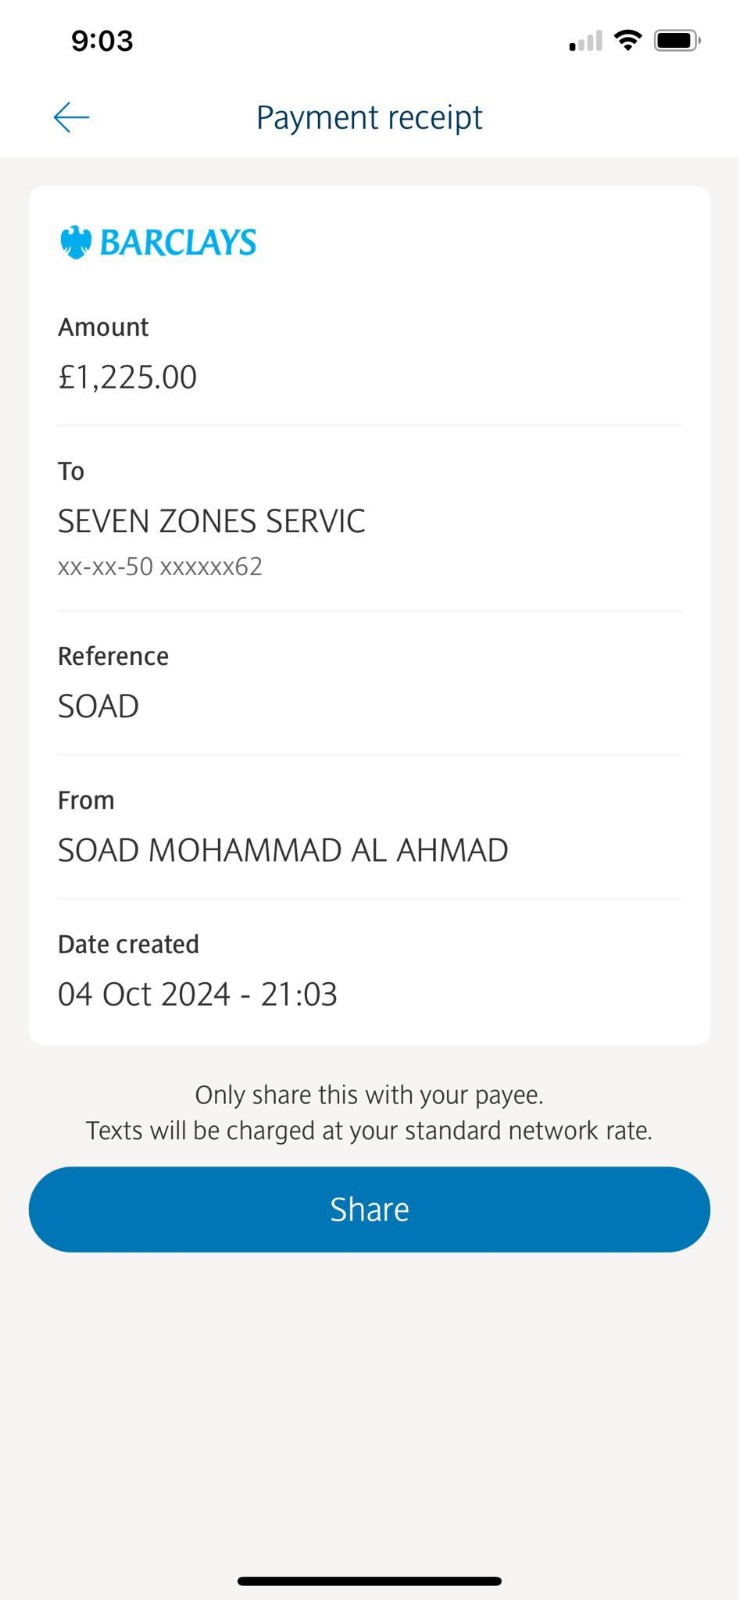 9:03
Payment receipt
BARCLAYS
Amount
£1,225.00
To
SEVEN ZONES SERVIC
xx-xx-50 xxxxxx62
Reference
SOAD
From
SOAD MOHAMMAD AL AHMAD
Date created
04 Oct 2024 - 21:03
Only share this with your payee.
Texts will be charged at your standard network rate.
Share